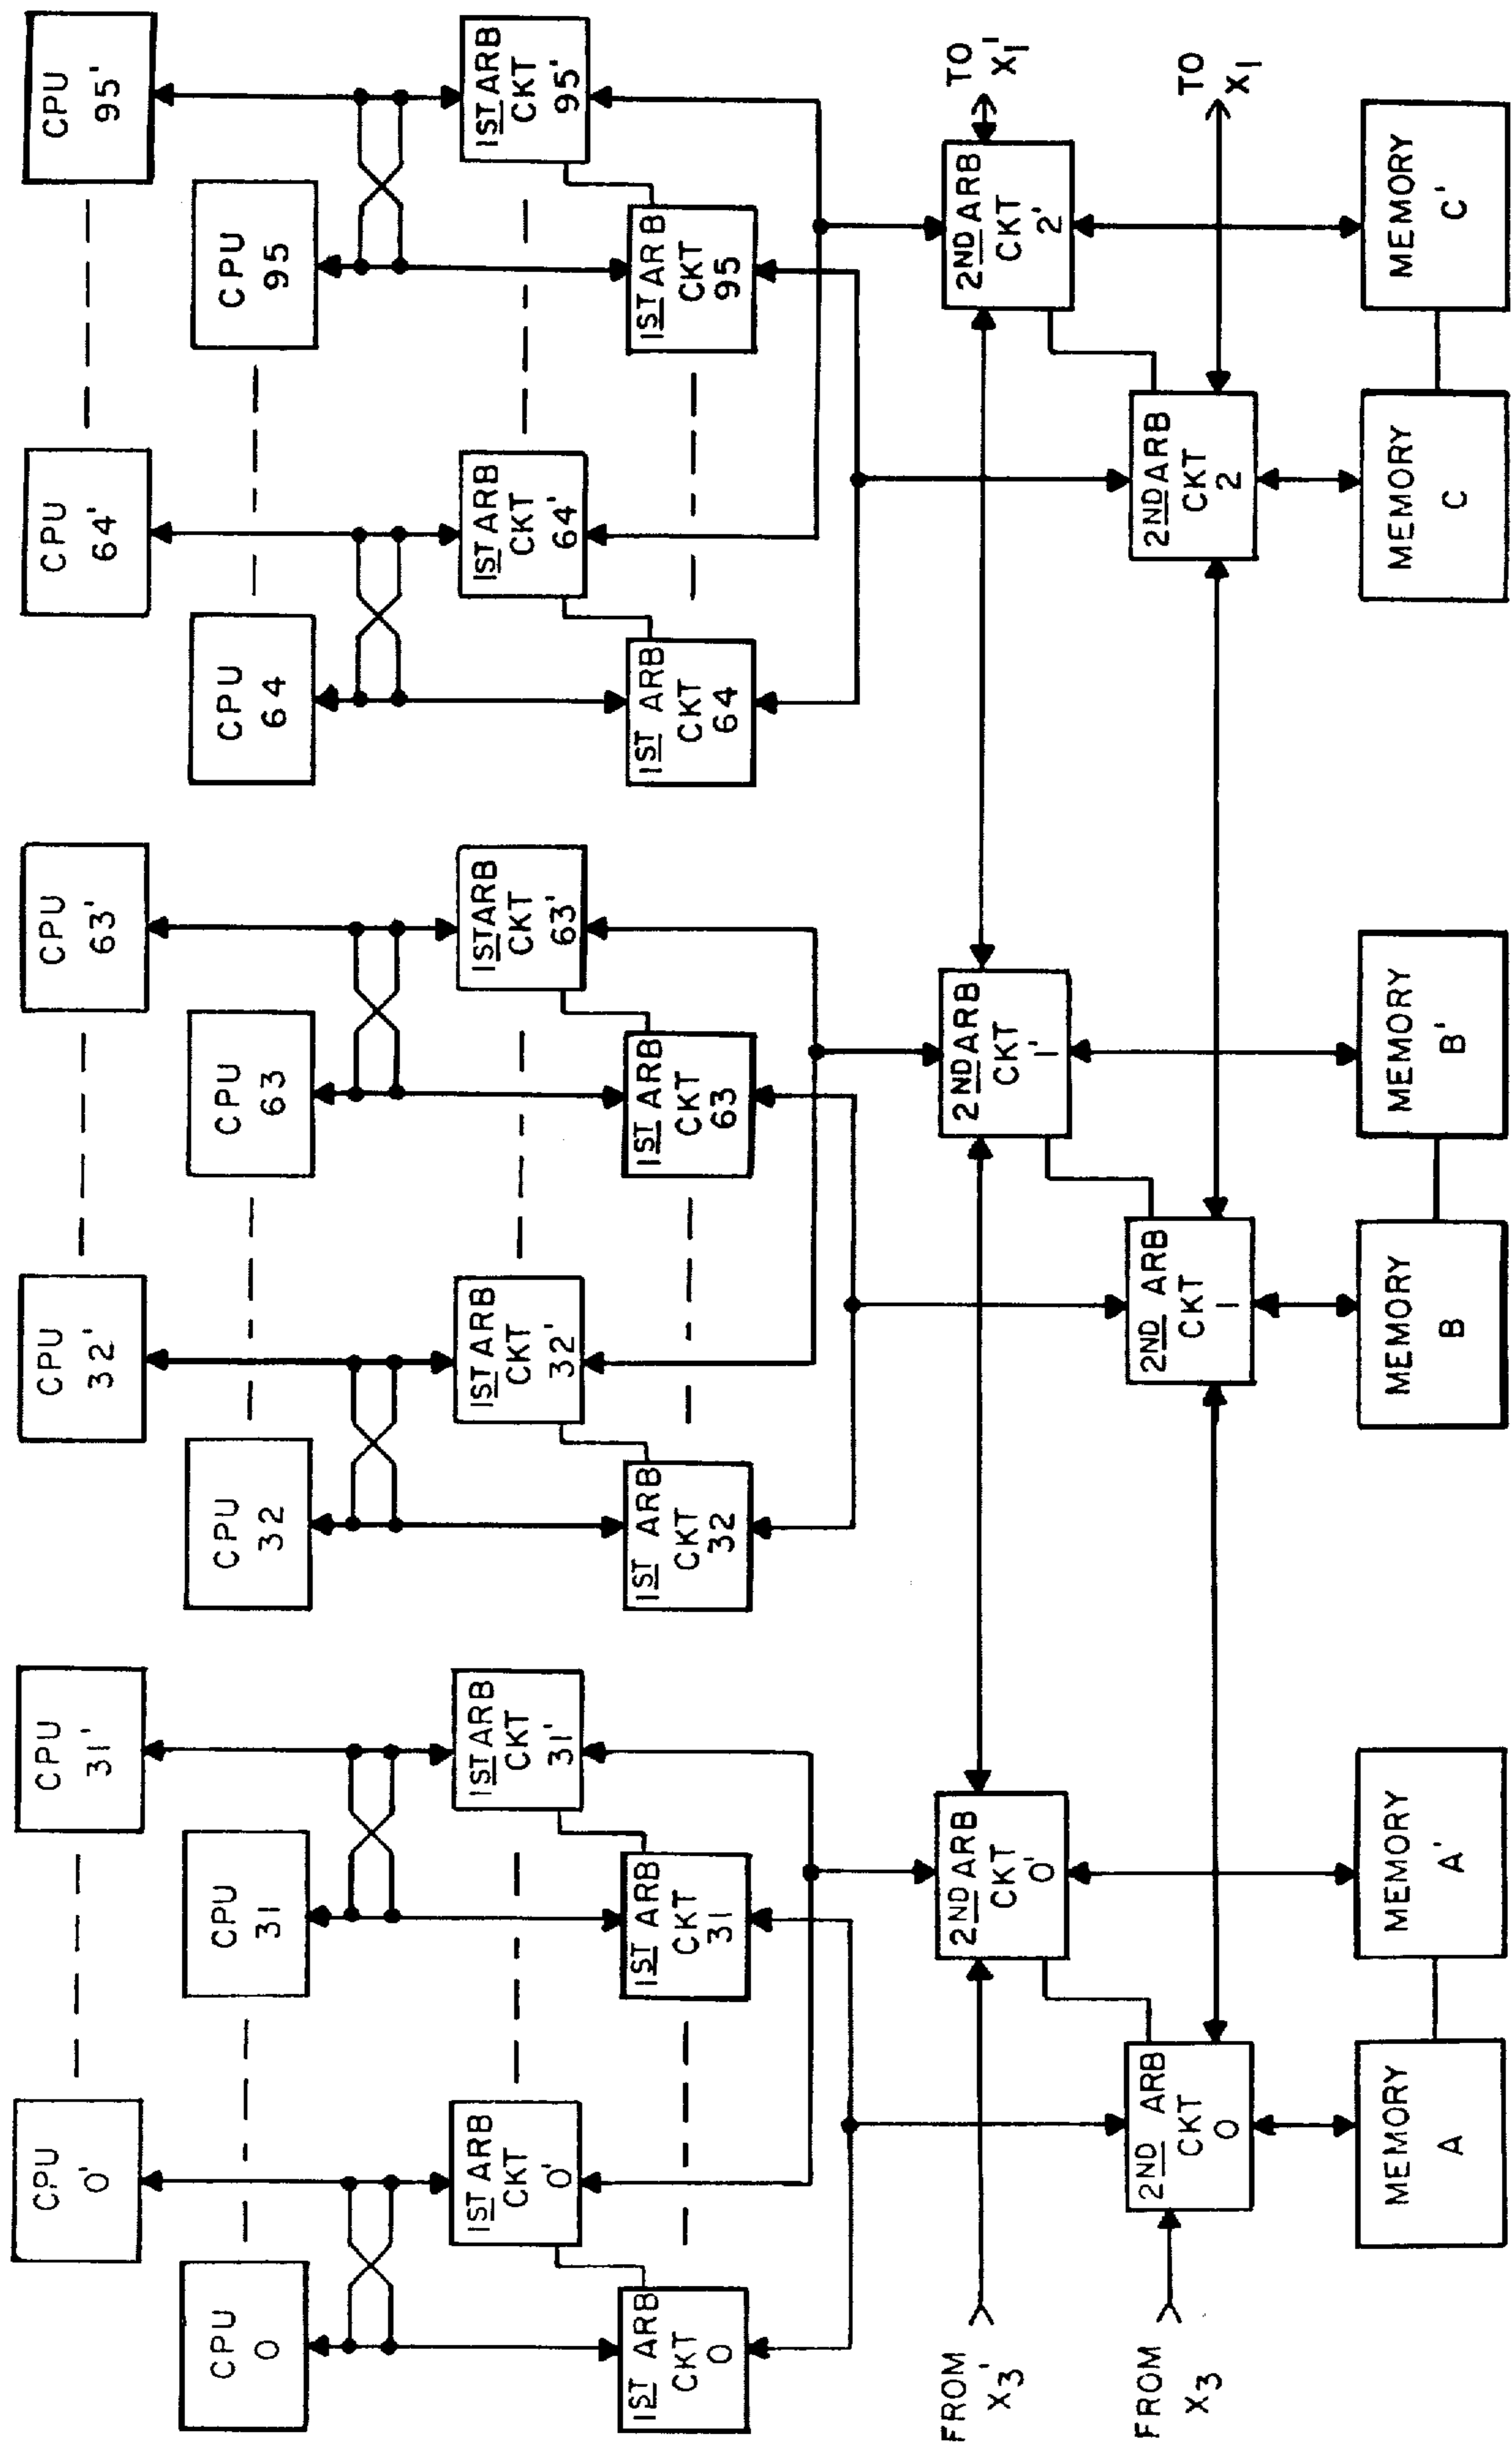 CPU
0'
CPU
31'
CPU
32'
CPU
63'
CPU
64'
CPU
95'
CPU
0
CPU
31
CPU
32
CPU
63
CPU
64
CPU
95
1ST ARB
CKT
0'
1ST ARB
CKT
31'
1ST ARB
CKT
32'
1ST ARB
CKT
63'
1ST ARB
CKT
64'
1ST ARB
CKT
95'
1ST ARB
CKT
0
1ST ARB
CKT
31
1ST ARB
CKT
32
1ST ARB
CKT
63
1ST ARB
CKT
64
1ST ARB
CKT
95
FROM
X3'
2ND ARB
CKT
0'
2ND ARB
CKT
1'
2ND ARB
CKT
2'
TO
X1'
FROM
X3
2ND ARB
CKT
0
2ND ARB
CKT
1
2ND ARB
CKT
2
TO
X1
MEMORY
A
MEMORY
A'
MEMORY
B
MEMORY
B'
MEMORY
C
MEMORY
C'